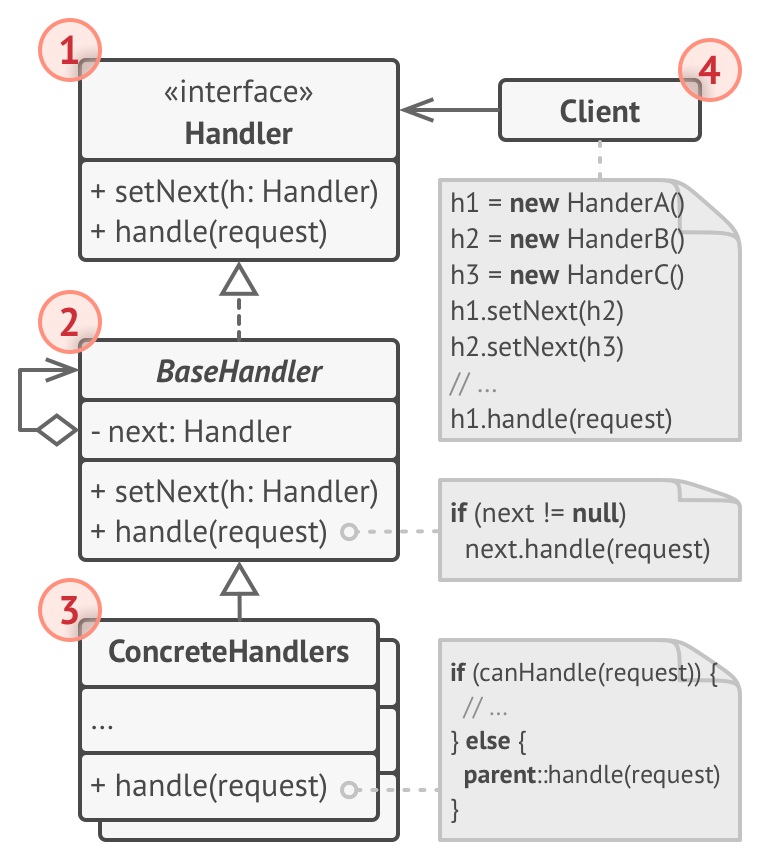 1
«interface»
Handler
+ setNext(h: Handler)
+ handle(request)
4
Client
h1 = new HanderA()
h2 = new HanderB()
h3 = new HanderC()
h1.setNext(h2)
h2.setNext(h3)
// ...
h1.handle(request)
2
BaseHandler
- next: Handler
+ setNext(h: Handler)
+ handle(request)
if (next != null)
next.handle(request)
3
ConcreteHandlers
...
+ handle(request)
if (canHandle(request)) {
// ...
} else {
parent::handle(request)
}